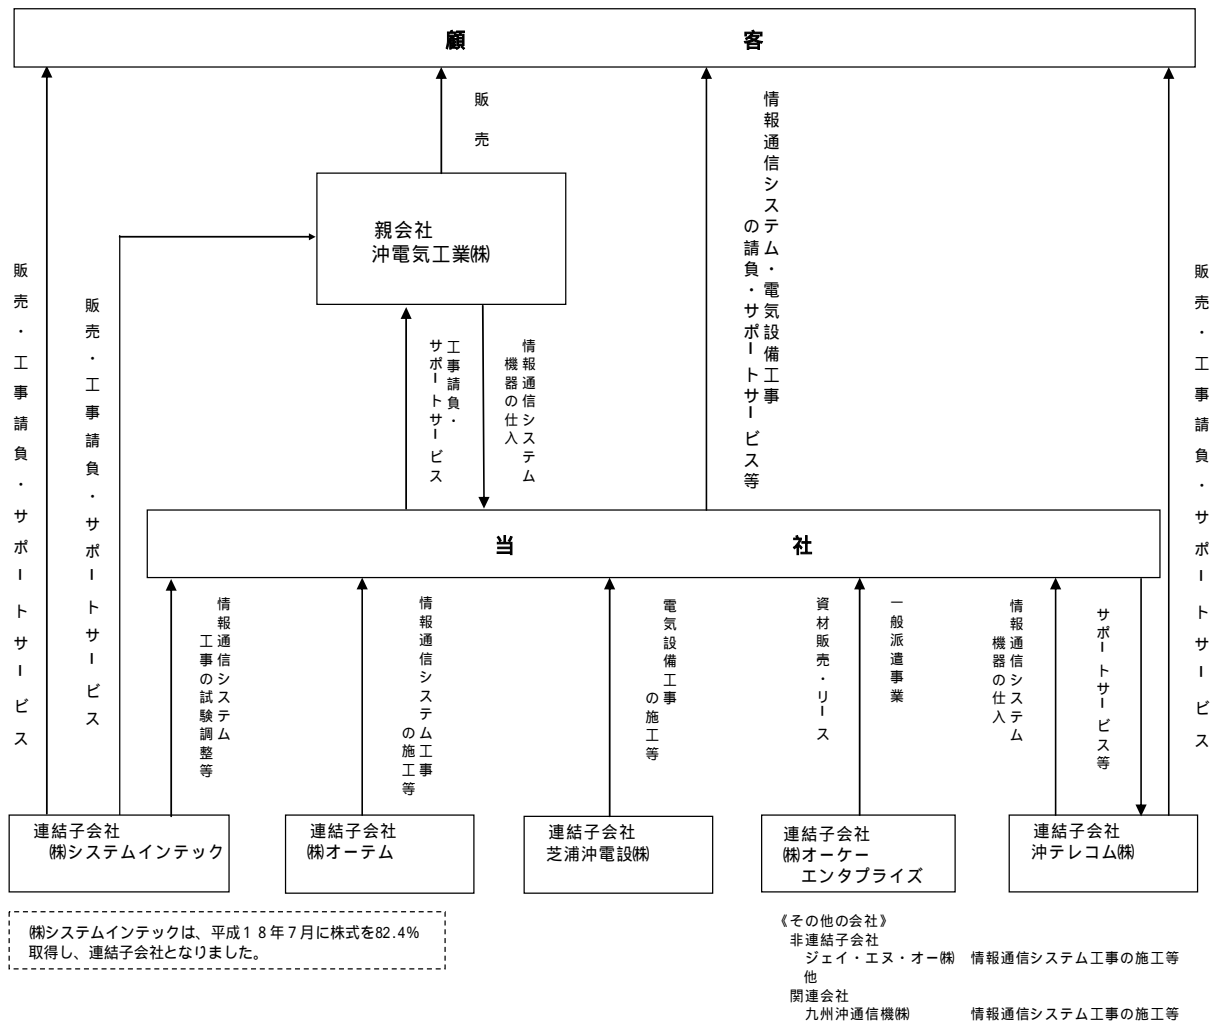 顧客
販売
情報通信システム・電気設備工事
の請負・サポートサービス等
親会社
沖電気工業㈱
販売・工事請負・サポートサービス
販売・工事請負・サポートサービス
工事請負・
サポートサービス
情報通信システム
機器の仕入
販売・工事請負・サポートサービス
当社
情報通信システム
工事の試験調整等
情報通信システム工事
の施工等
電気設備工事
の施工等
資材販売・リース
一般派遣事業
情報通信システム
機器の仕入
サポートサービス等
連結子会社
㈱システムインテック
連結子会社
㈱オーテム
連結子会社
芝浦沖電設㈱
連結子会社
㈱オーケー
エンタプライズ
連結子会社
沖テレコム㈱
㈱システムインテックは、平成18年7月に株式を82.4%
取得し、連結子会社となりました。
《その他の会社》
非連結子会社
ジェイ・エヌ・オー㈱ 情報通信システム工事の施工等
他
関連会社
九州沖通信機㈱ 情報通信システム工事の施工等